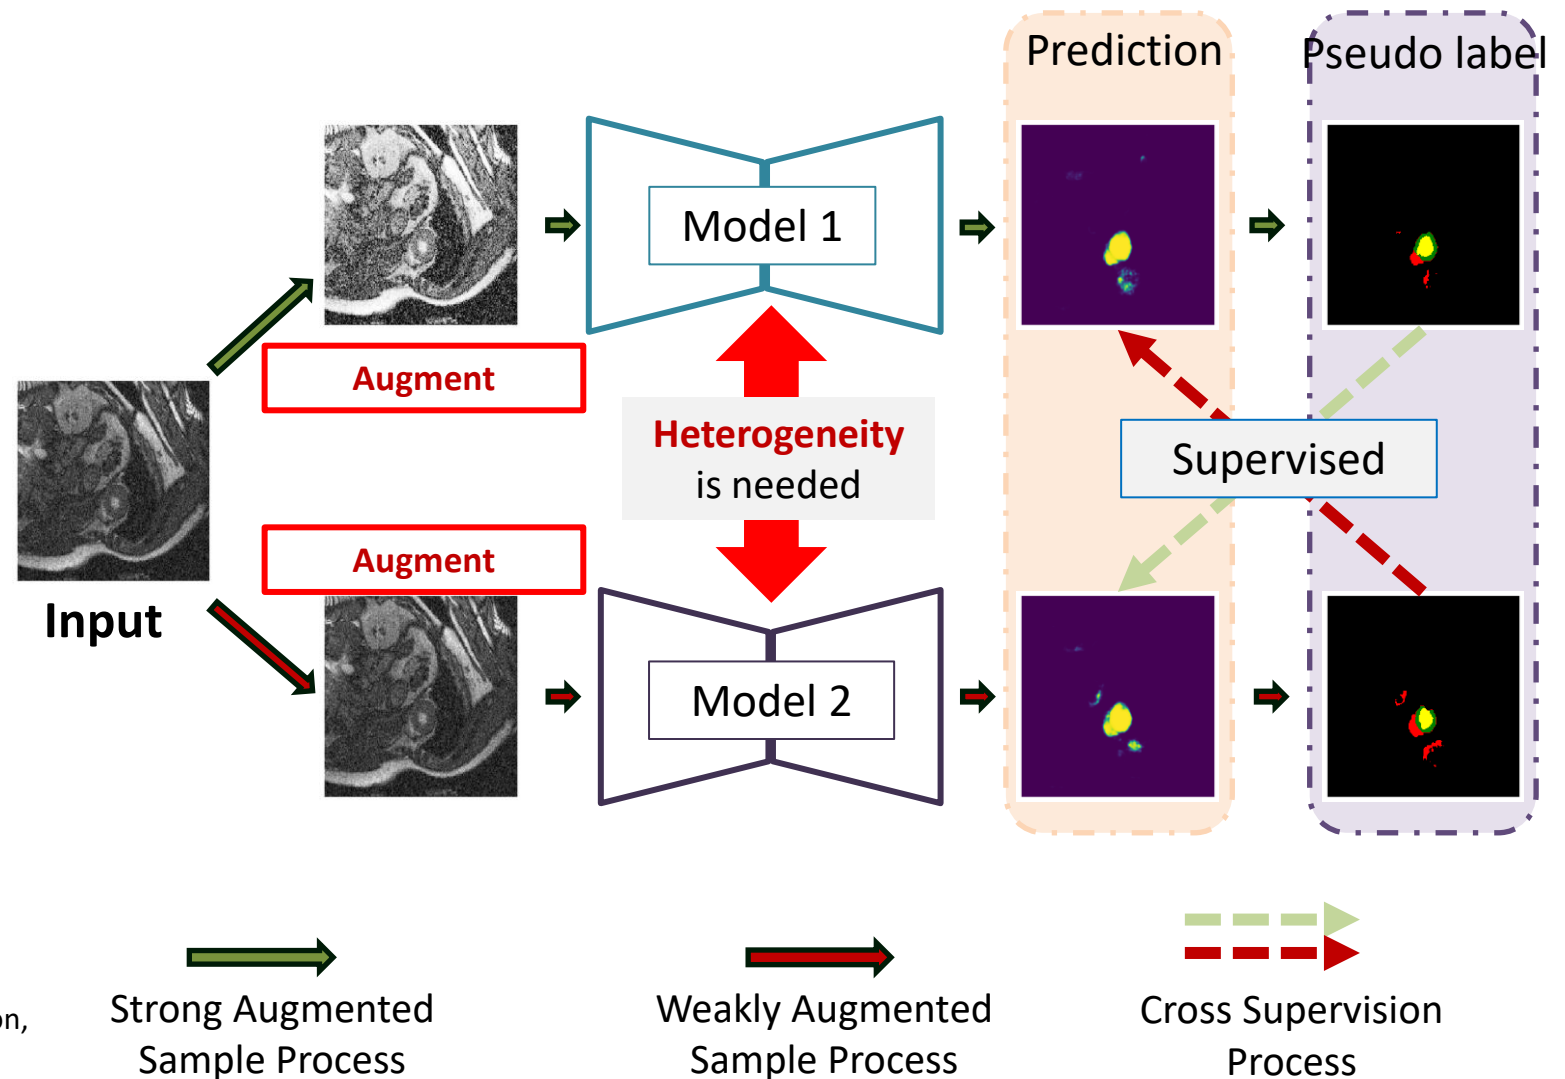 Prediction
Pseudo label
Model 1
Augment
Heterogeneity
is needed
Supervised
Augment
Input
Model 2
Strong Augmented
Sample Process
Weakly Augmented
Sample Process
Cross Supervision
Process